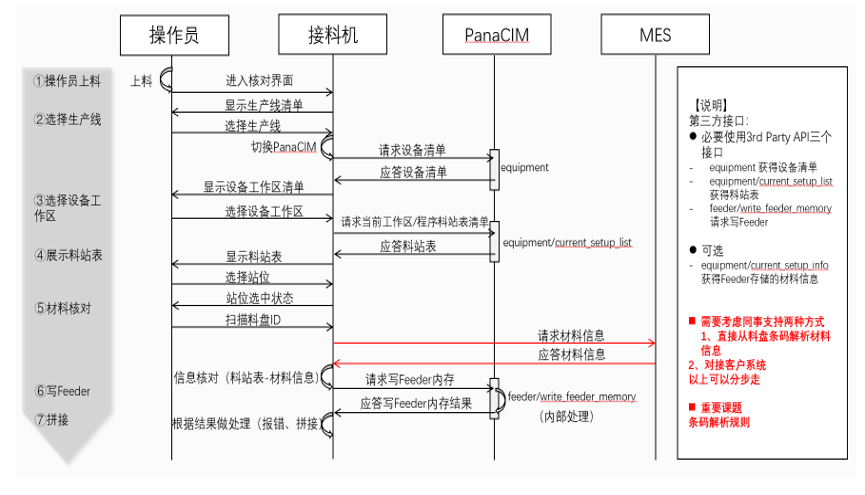 操作员
接料机
PanaCIM
MES
①操作员上料
②选择生产线
③选择设备工
作区
④展示料站表
⑤材料核对
⑥写Feeder
⑦拼接
上料
进入核对界面
显示生产线清单
选择生产线
切换PanaCIM
请求设备清单
应答设备清单
equipment
显示设备工作区清单
选择设备工作区
请求当前工作区/程序料站表清单
应答料站表
equipment/current_setup_list
显示料站表
选择站位
站位选中状态
扫描料盘ID
请求材料信息
应答材料信息
信息核对（料站表-材料信息）
请求写Feeder内存
应答写Feeder内存结果
feeder/write_feeder_memory
（内部处理）
根据结果做处理（报错、拼接）
【说明】
第三方接口：
● 必要使用3rd Party API三个
接口
- equipment 获得设备清单
- equipment/current_setup_list
获得料站表
- feeder/write_feeder_memory
请求写Feeder
● 可选
- equipment/current_setup_info
获得Feeder存储的材料信息
■ 需要考虑同事支持两种方式
1、直接从料盘条码解析材料
信息
2、对接客户系统
以上可以分步走
■ 重要课题
条码解析规则